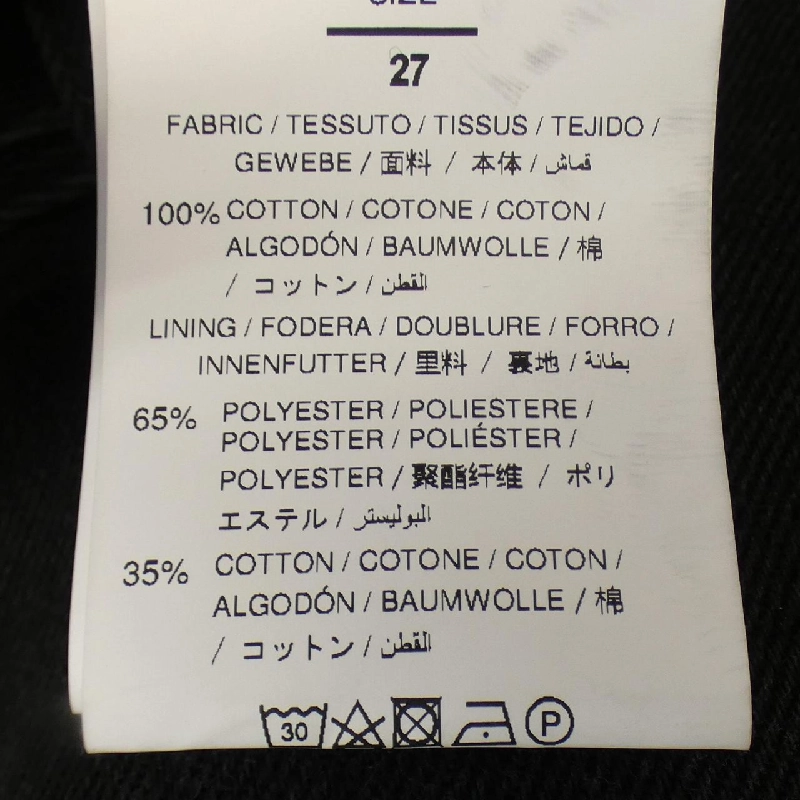 SIZE
27
FABRIC / TESSUTO / TISSUS / TEJIDO /
GEWEBE / 面料 / 本体 / قماش
100% COTTON / COTONE / COTON /
ALGODÓN / BAUMWOLLE / 棉
/ コットン / القطن
LINING / FODERA / DOUBLURE / FORRO /
INNENFUTTER / 里料 / 裏地 / بطانة
65% POLYESTER / POLIESTERE /
POLYESTER / POLIÉSTER /
POLYESTER / 聚酯纤维 / ポリ
エステル / البوليستر
35% COTTON / COTONE / COTON /
ALGODÓN / BAUMWOLLE / 棉
/ コットン / القطن
30 P